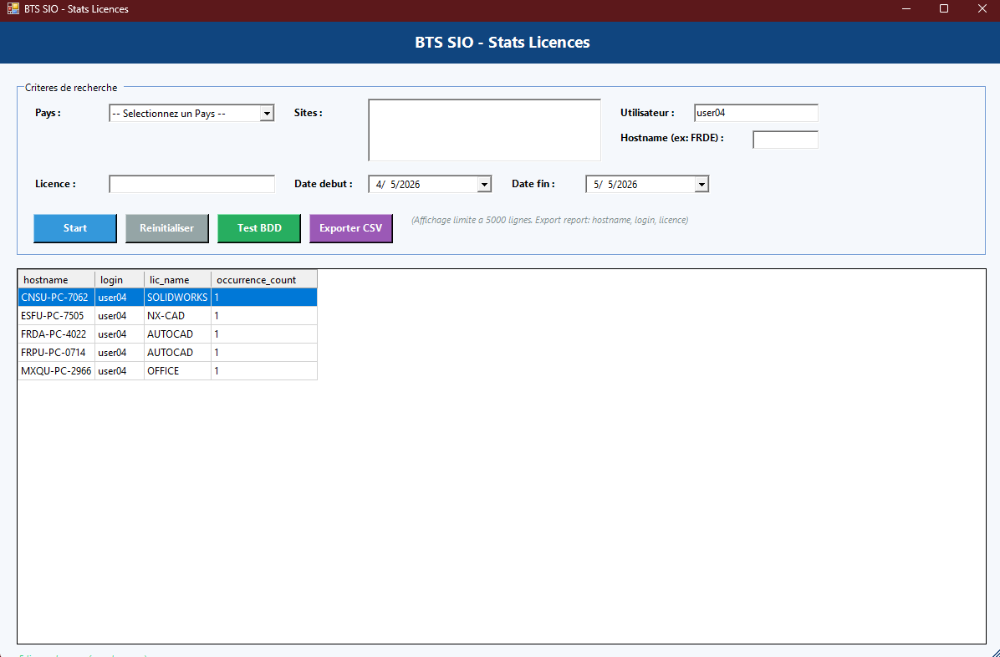 BTS SIO - Stats Licences
BTS SIO - Stats Licences
Criteres de recherche
Pays : -- Selectionnez un Pays -- Sites : Utilisateur : user04
Hostname (ex: FRDE) :
Licence : Date debut : 4/ 5/2026 Date fin : 5/ 5/2026
Start Reinitialiser Test BDD Exporter CSV (Affichage limite a 5000 lignes. Export report: hostname, login, licence)
hostname login lic_name occurrence_count
CNSU-PC-7062 user04 SOLIDWORKS 1
ESFU-PC-7505 user04 NX-CAD 1
FRDA-PC-4022 user04 AUTOCAD 1
FRPU-PC-0714 user04 AUTOCAD 1
MXQU-PC-2966 user04 OFFICE 1